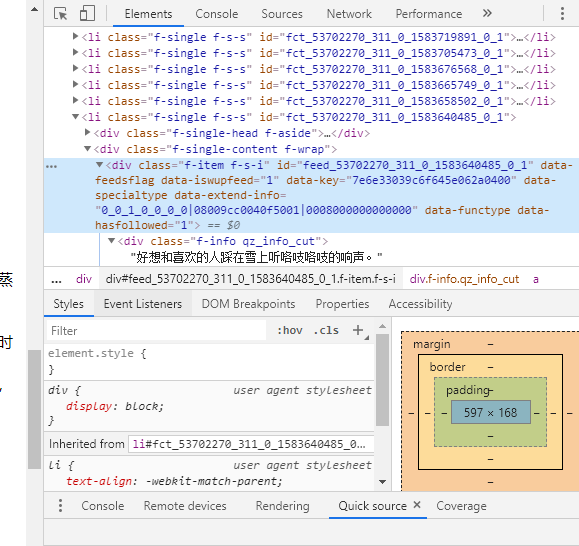 Elements Console Sources Network Performance »
<li class="f-single f-s-s" id="fct_53702270_311_0_1583719891_0_1">…</li>
<li class="f-single f-s-s" id="fct_53702270_311_0_1583705473_0_1">…</li>
<li class="f-single f-s-s" id="fct_53702270_311_0_1583676568_0_1">…</li>
<li class="f-single f-s-s" id="fct_53702270_311_0_1583665749_0_1">…</li>
<li class="f-single f-s-s" id="fct_53702270_311_0_1583658502_0_1">…</li>
<li class="f-single f-s-s" id="fct_53702270_311_0_1583640485_0_1">
<div class="f-single-head f-aside">…</div>
<div class="f-single-content f-wrap">
… <div class="f-item f-s-i" id="feed_53702270_311_0_1583640485_0_1" data-
feedsflag data-iswupfeed="1" data-key="7e6e33039c6f645e062a0400" data-
specialtype data-extend-info=
"0_0_1_0_0_0_0|08009cc0040f5001|0008000000000000" data-functype data-
hasfollowed="1"> == $0
<div class="f-info qz_info_cut">
"好想和喜欢的人踩在雪上听咯吱咯吱的响声。"
… div div#feed_53702270_311_0_1583640485_0_1.f-item.f-s-i div.f-info.qz_info_cut a
蒸
Styles Event Listeners DOM Breakpoints Properties Accessibility
Filter :hov .cls +
时
element.style {
}
div { user agent stylesheet
display: block;
}
Inherited from li#fct_53702270_311_0_1583640485_0…
li { user agent stylesheet
text-align: -webkit-match-parent;
margin –
border –
padding –
– – – 597 × 168 – – –
–
–
–
Console Remote devices Rendering Quick source × Coverage